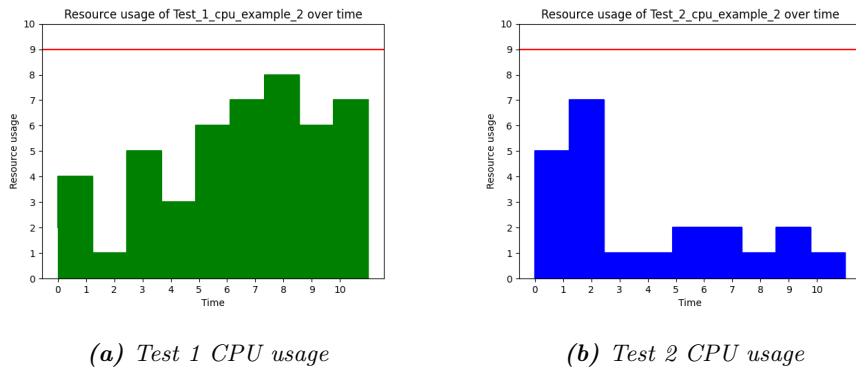 Resource usage of Test_1_cpu_example_2 over time
10
9
8
7
6
5
4
3
2
1
0
Resource usage
0 1 2 3 4 5 6 7 8 9 10
Time
(a) Test 1 CPU usage
Resource usage of Test_2_cpu_example_2 over time
10
9
8
7
6
5
4
3
2
1
0
Resource usage
0 1 2 3 4 5 6 7 8 9 10
Time
(b) Test 2 CPU usage